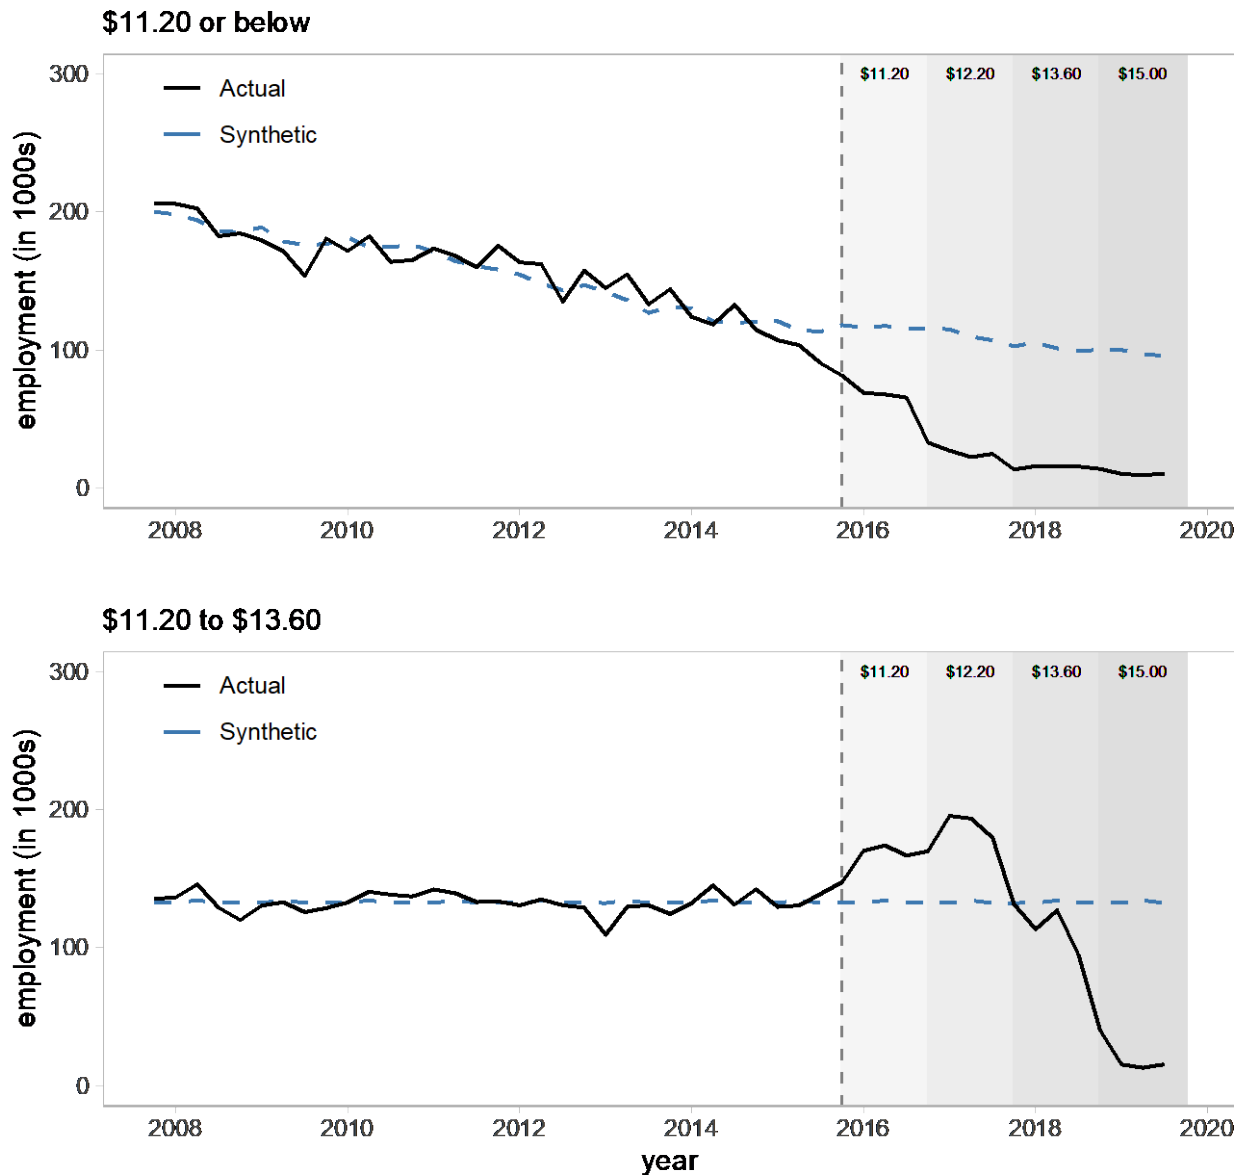 $11.20 or below
300
200
100
0
employment (in 1000s)
Actual
Synthetic
$11.20 $12.20 $13.60 $15.00
2008 2010 2012 2014 2016 2018 2020
$11.20 to $13.60
300
200
100
0
employment (in 1000s)
Actual
Synthetic
$11.20 $12.20 $13.60 $15.00
2008 2010 2012 2014 2016 2018 2020
year